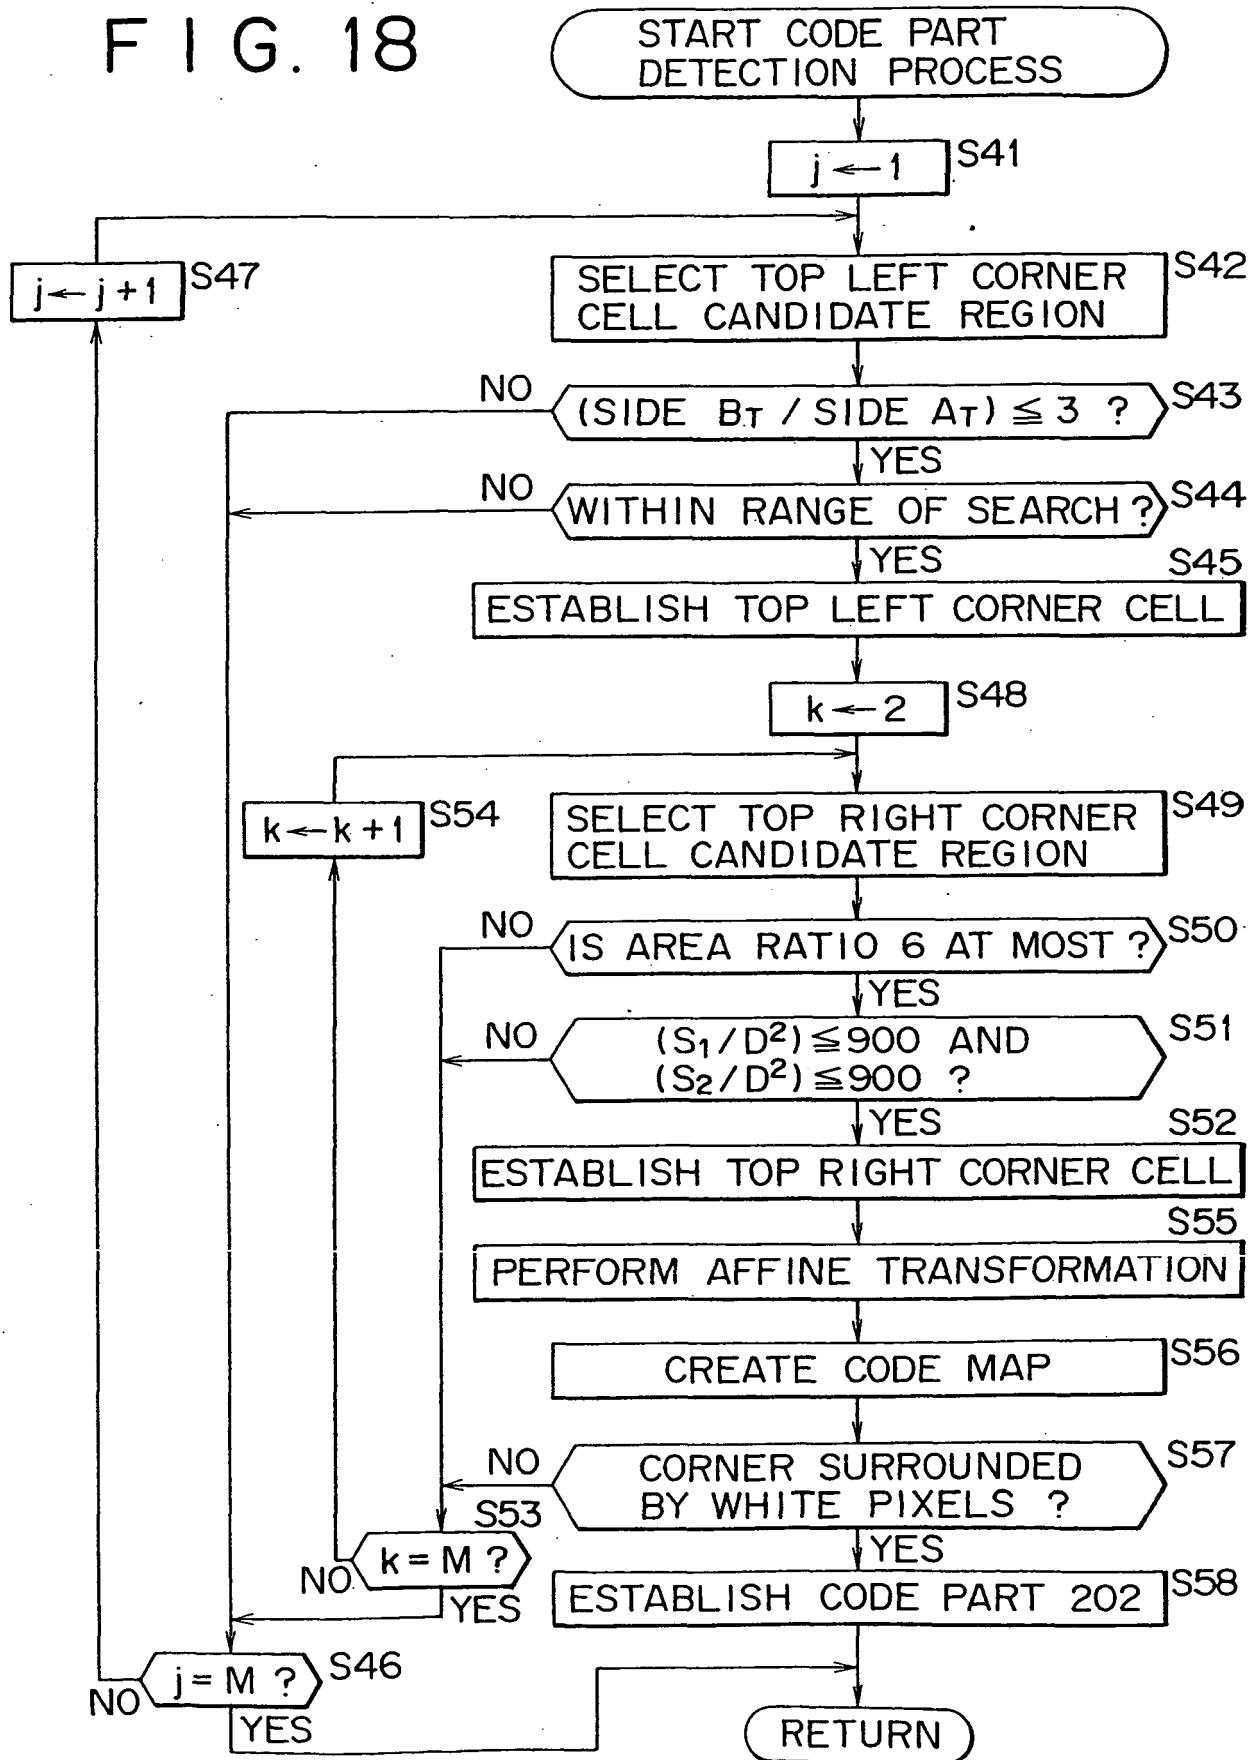 FIG. 18
START CODE PART
DETECTION PROCESS
j ← 1
S41
j ← j + 1
S47
SELECT TOP LEFT CORNER
CELL CANDIDATE REGION
S42
NO
(SIDE BT / SIDE AT) ≦ 3 ?
S43
YES
NO
WITHIN RANGE OF SEARCH ?
S44
YES
S45
ESTABLISH TOP LEFT CORNER CELL
k ← 2
S48
k ← k + 1
S54
SELECT TOP RIGHT CORNER
CELL CANDIDATE REGION
S49
NO
IS AREA RATIO 6 AT MOST ?
S50
YES
NO
(S1/D²) ≦ 900 AND
(S2/D²) ≦ 900 ?
S51
YES
S52
ESTABLISH TOP RIGHT CORNER CELL
S55
PERFORM AFFINE TRANSFORMATION
CREATE CODE MAP
S56
NO
CORNER SURROUNDED
BY WHITE PIXELS ?
S57
S53
k = M ?
NO
YES
YES
ESTABLISH CODE PART 202
S58
j = M ?
S46
NO
YES
RETURN